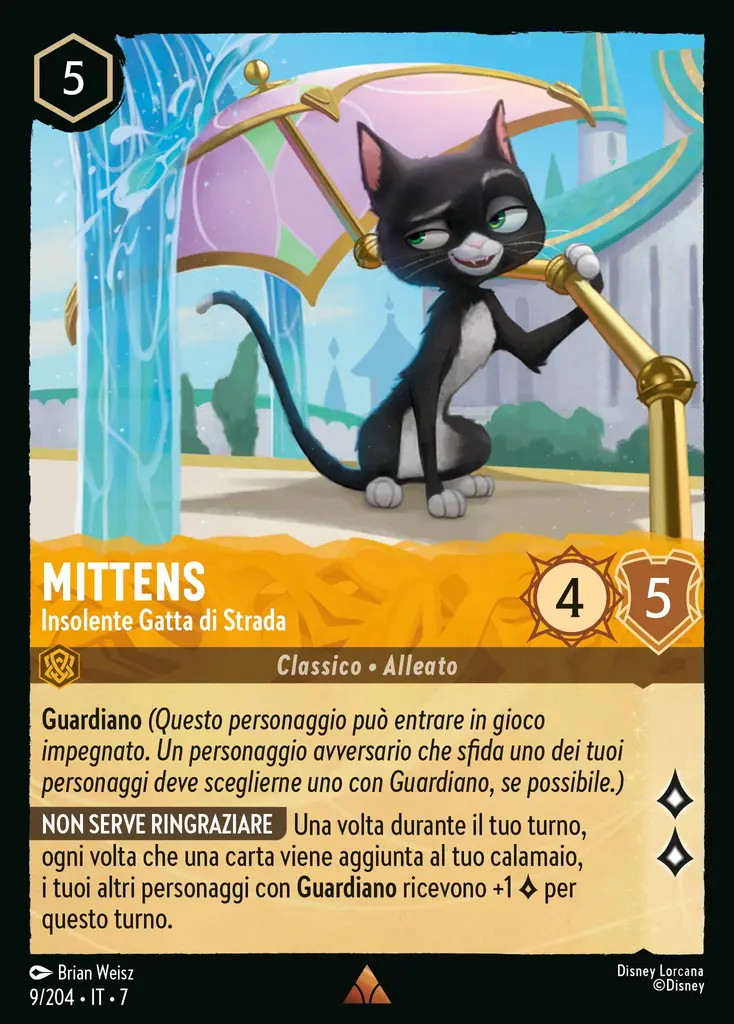 5
MITTENS
Insolente Gatta di Strada
4
5
Classico • Alleato
Guardiano (Questo personaggio può entrare in gioco
impegnato. Un personaggio avversario che sfida uno dei tuoi
personaggi deve sceglierne uno con Guardiano, se possibile.)
NON SERVE RINGRAZIARE Una volta durante il tuo turno,
ogni volta che una carta viene aggiunta al tuo calamaio,
i tuoi altri personaggi con Guardiano ricevono +1 per
questo turno.
Brian Weisz
9/204 • IT • 7
Disney Lorcana
©Disney